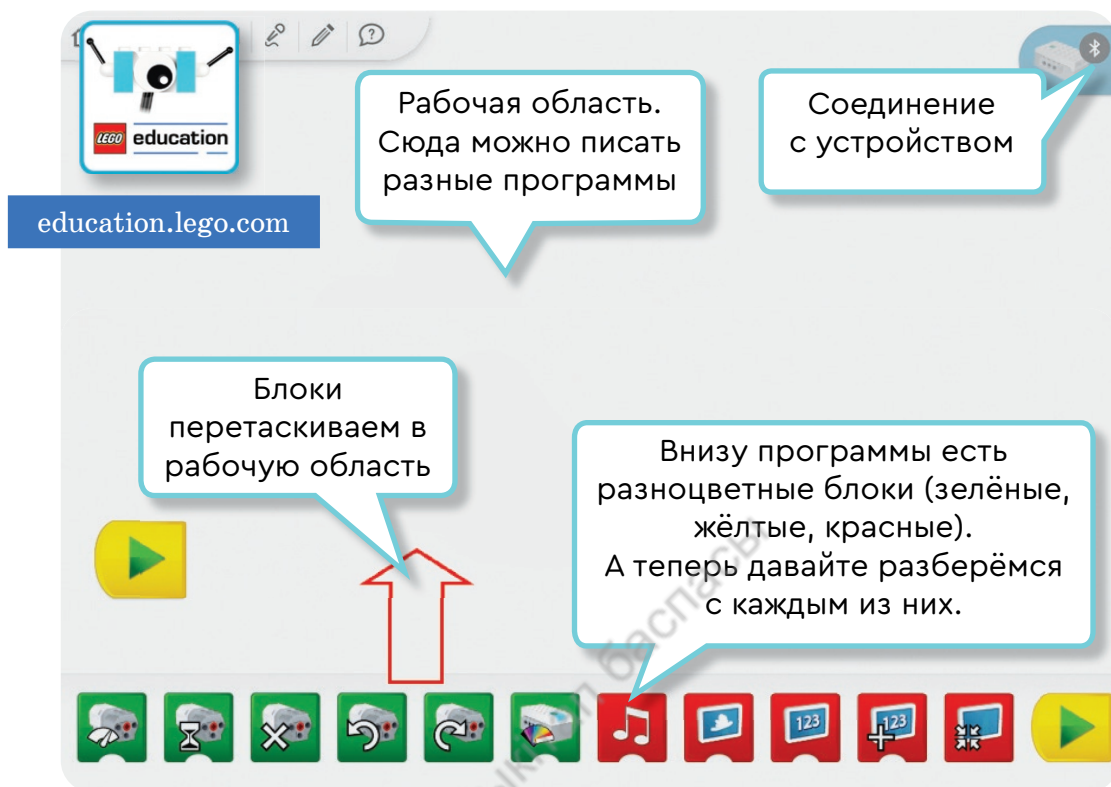 LEGO education
education.lego.com
Рабочая область.
Сюда можно писать
разные программы
Соединение
с устройством
Блоки
перетаскиваем в
рабочую область
Внизу программы есть
разноцветные блоки (зелёные,
жёлтые, красные).
А теперь давайте разберёмся
с каждым из них.
123
123